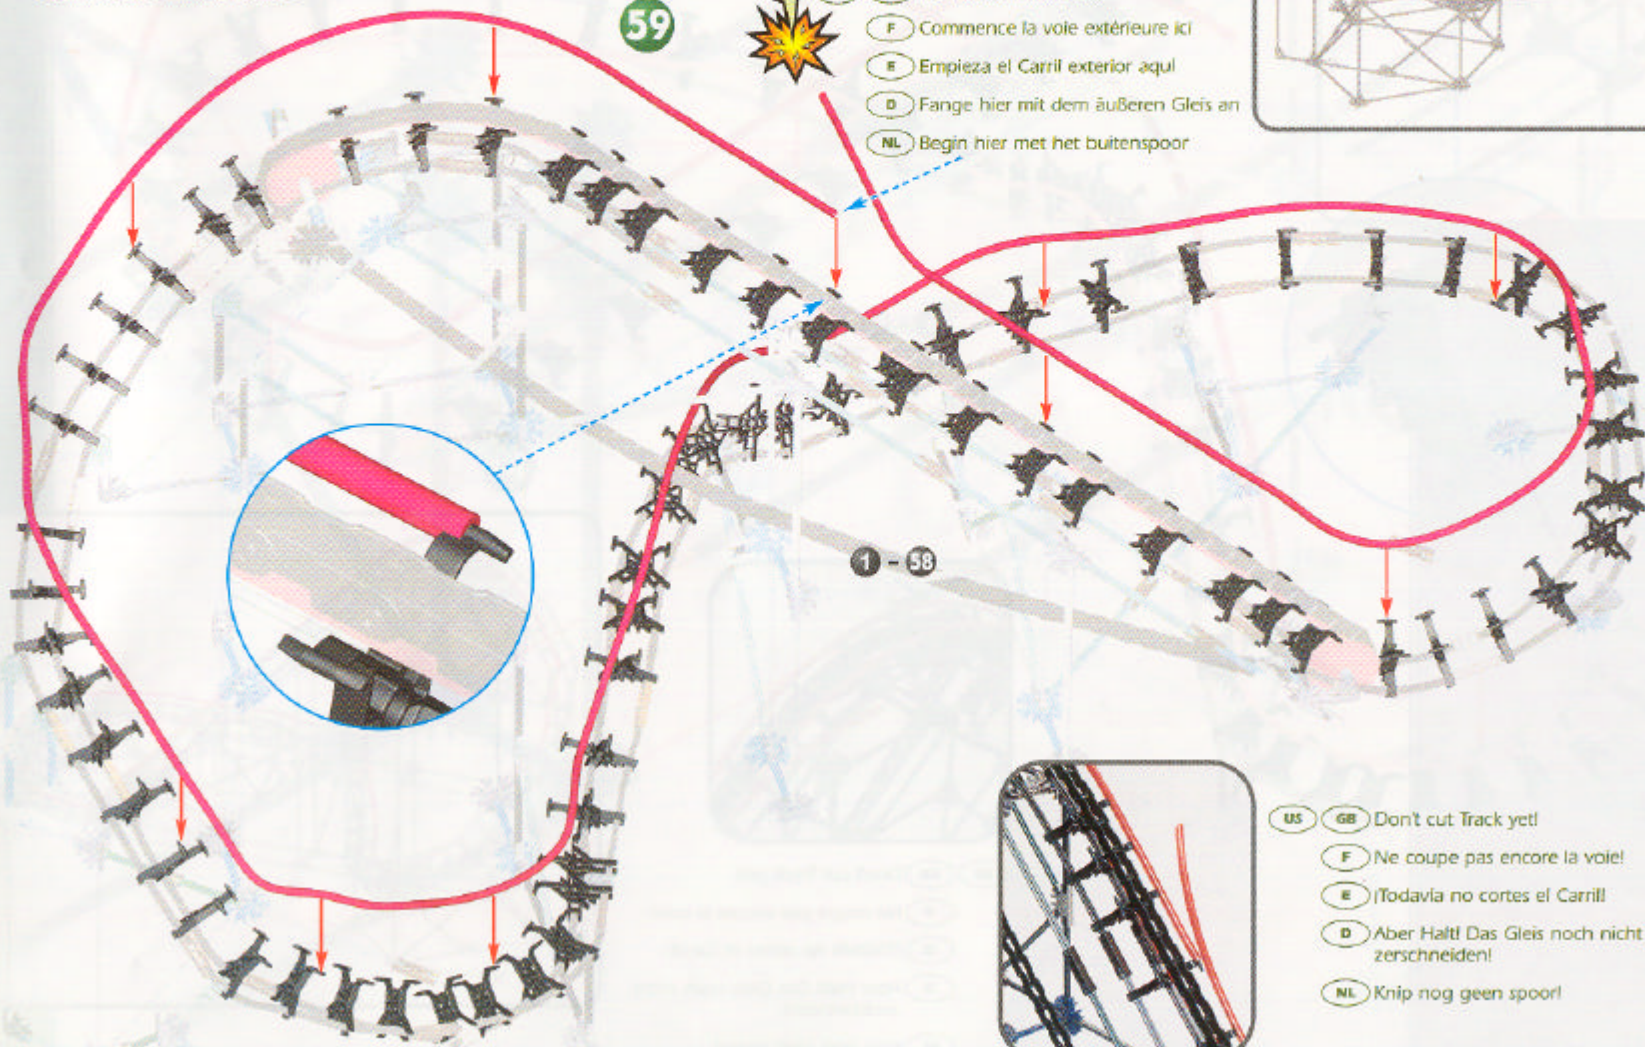 59
F Commence la voie extérieure ici
E Empieza el Carril exterior aquí
D Fange hier mit dem äußeren Gleis an
NL Begin hier met het buitenspoor
1 - 58
US GB Don't cut Track yet!
F Ne coupe pas encore la voie!
E ¡Todavía no cortes el Carril!
D Aber Halt! Das Gleis noch nicht
zerschneiden!
NL Knip nog geen spoor!